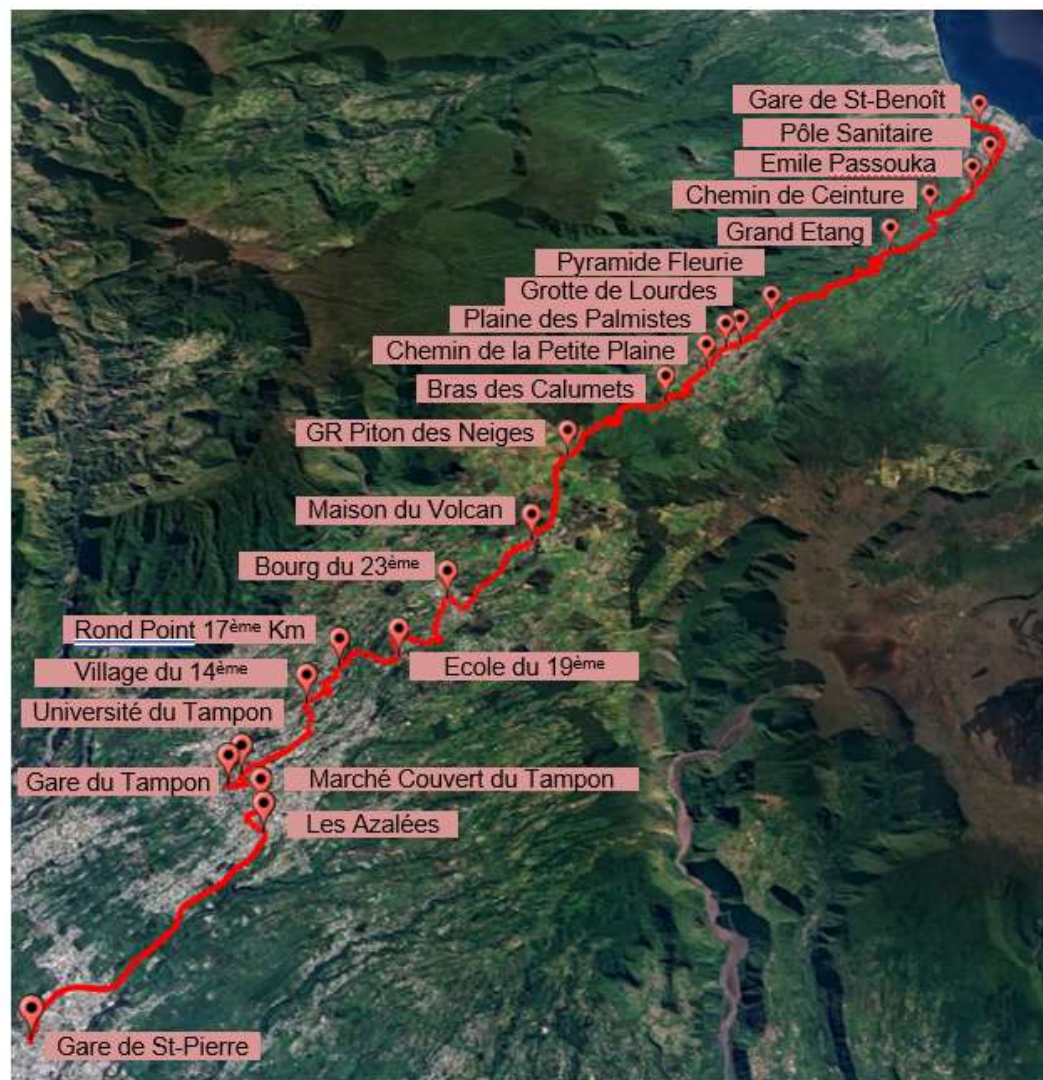 Gare de St-Benoît
Pôle Sanitaire
Emile Passouka
Chemin de Ceinture
Grand Etang
Pyramide Fleurie
Grotte de Lourdes
Plaine des Palmistes
Chemin de la Petite Plaine
Bras des Calumets
GR Piton des Neiges
Maison du Volcan
Bourg du 23ème
Rond Point 17ème Km
Ecole du 19ème
Village du 14ème
Université du Tampon
Gare du Tampon
Marché Couvert du Tampon
Les Azalées
Gare de St-Pierre